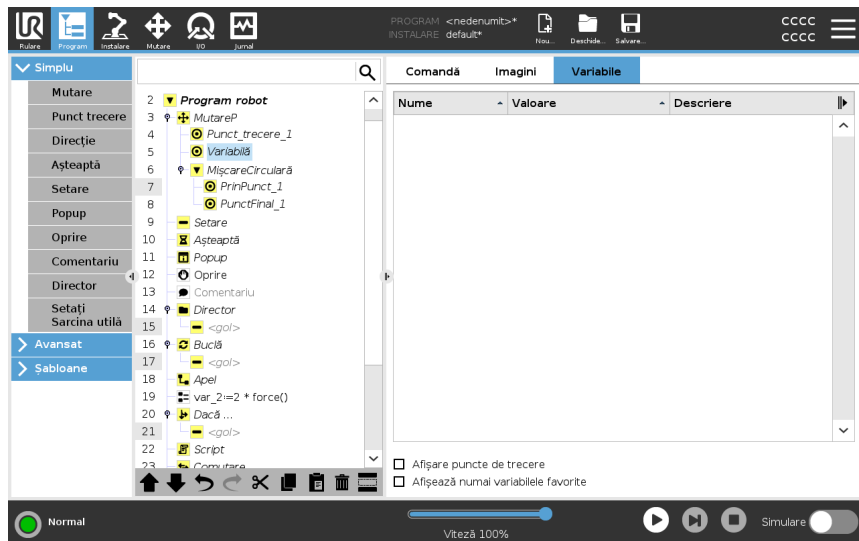 PROGRAM <nedenumit>*
INSTALARE default*
CCCC
CCCC
Rulare Program Instalare Mutare I/O Jurnal Nou... Deschide... Salvare...
Simplu
Mutare
Punct trecere
Direcție
Așteaptă
Setare
Popup
Oprire
Comentariu
Director
Setați
Sarcina utilă
Avansat
Șabloane
2 Program robot
3 MutareP
4 Punct_trecere_1
5 Variabilă
6 MișcareCirculară
7 PrinPunct_1
8 PunctFinal_1
9 Setare
10 Așteaptă
11 Popup
12 Oprire
13 Comentariu
14 Director
15 <gol>
16 Buclă
17 <gol>
18 Apel
19 var_2:=2 * force()
20 Dacă ...
21 <gol>
22 Script
23 Comutare
Comandă Imagini Variabile
Nume Valoare Descriere
Afișare puncte de trecere
Afișează numai variabilele favorite
Normal
Viteză 100%
Simulare